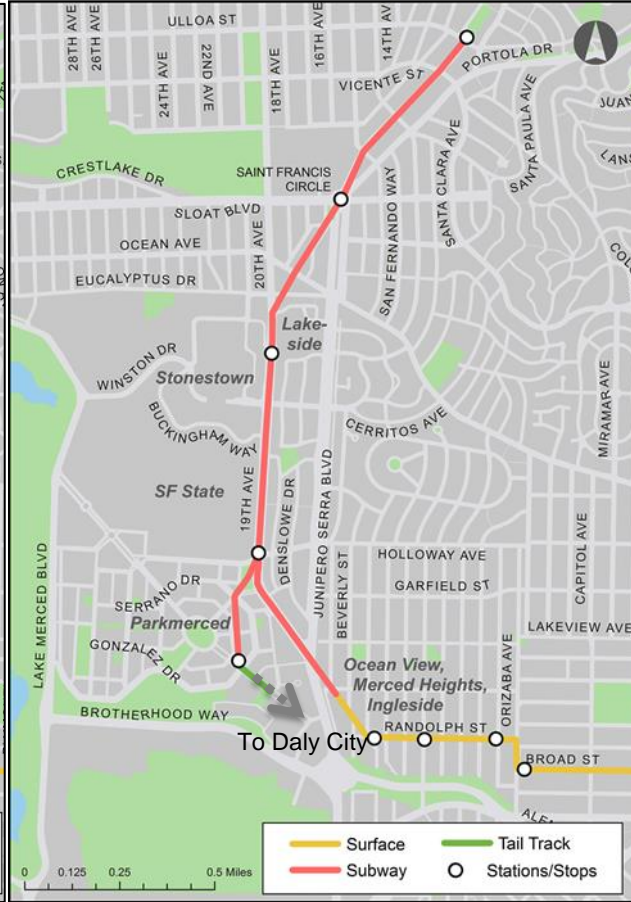 ULLOA ST
28TH AVE
26TH AVE
24TH AVE
22ND AVE
18TH AVE
16TH AVE
14TH AV
VICENTE ST
PORTOLA DR
SANTA PAULA AVE
CRESTLAKE DR
SAINT FRANCIS
CIRCLE
SANTA CLARA AVE
SAN FERNANDO WAY
SLOAT BLVD
OCEAN AVE
20TH AVE
EUCALYPTUS DR
Lake-
side
WINSTON DR
Stonestown
MIRAMAR AVE
BUCKINGHAM WAY
CERRITOS AVE
SF State
19TH AVE
DENSLOWE DR
JUNIPERO SERRA BLVD
CAPITOL AVE
HOLLOWAY AVE
BEVERLY ST
GARFIELD ST
SERRANO DR
LAKE MERCED BLVD
Parkmerced
LAKEVIEW AVE
GONZALEZ DR
Ocean View,
Merced Heights,
Ingleside
ORIZABA AVE
BROTHERHOOD WAY
RANDOLPH ST
To Daly City
BROAD ST
Surface
Tail Track
Subway
Stations/Stops
0 0.125 0.25 0.5 Miles